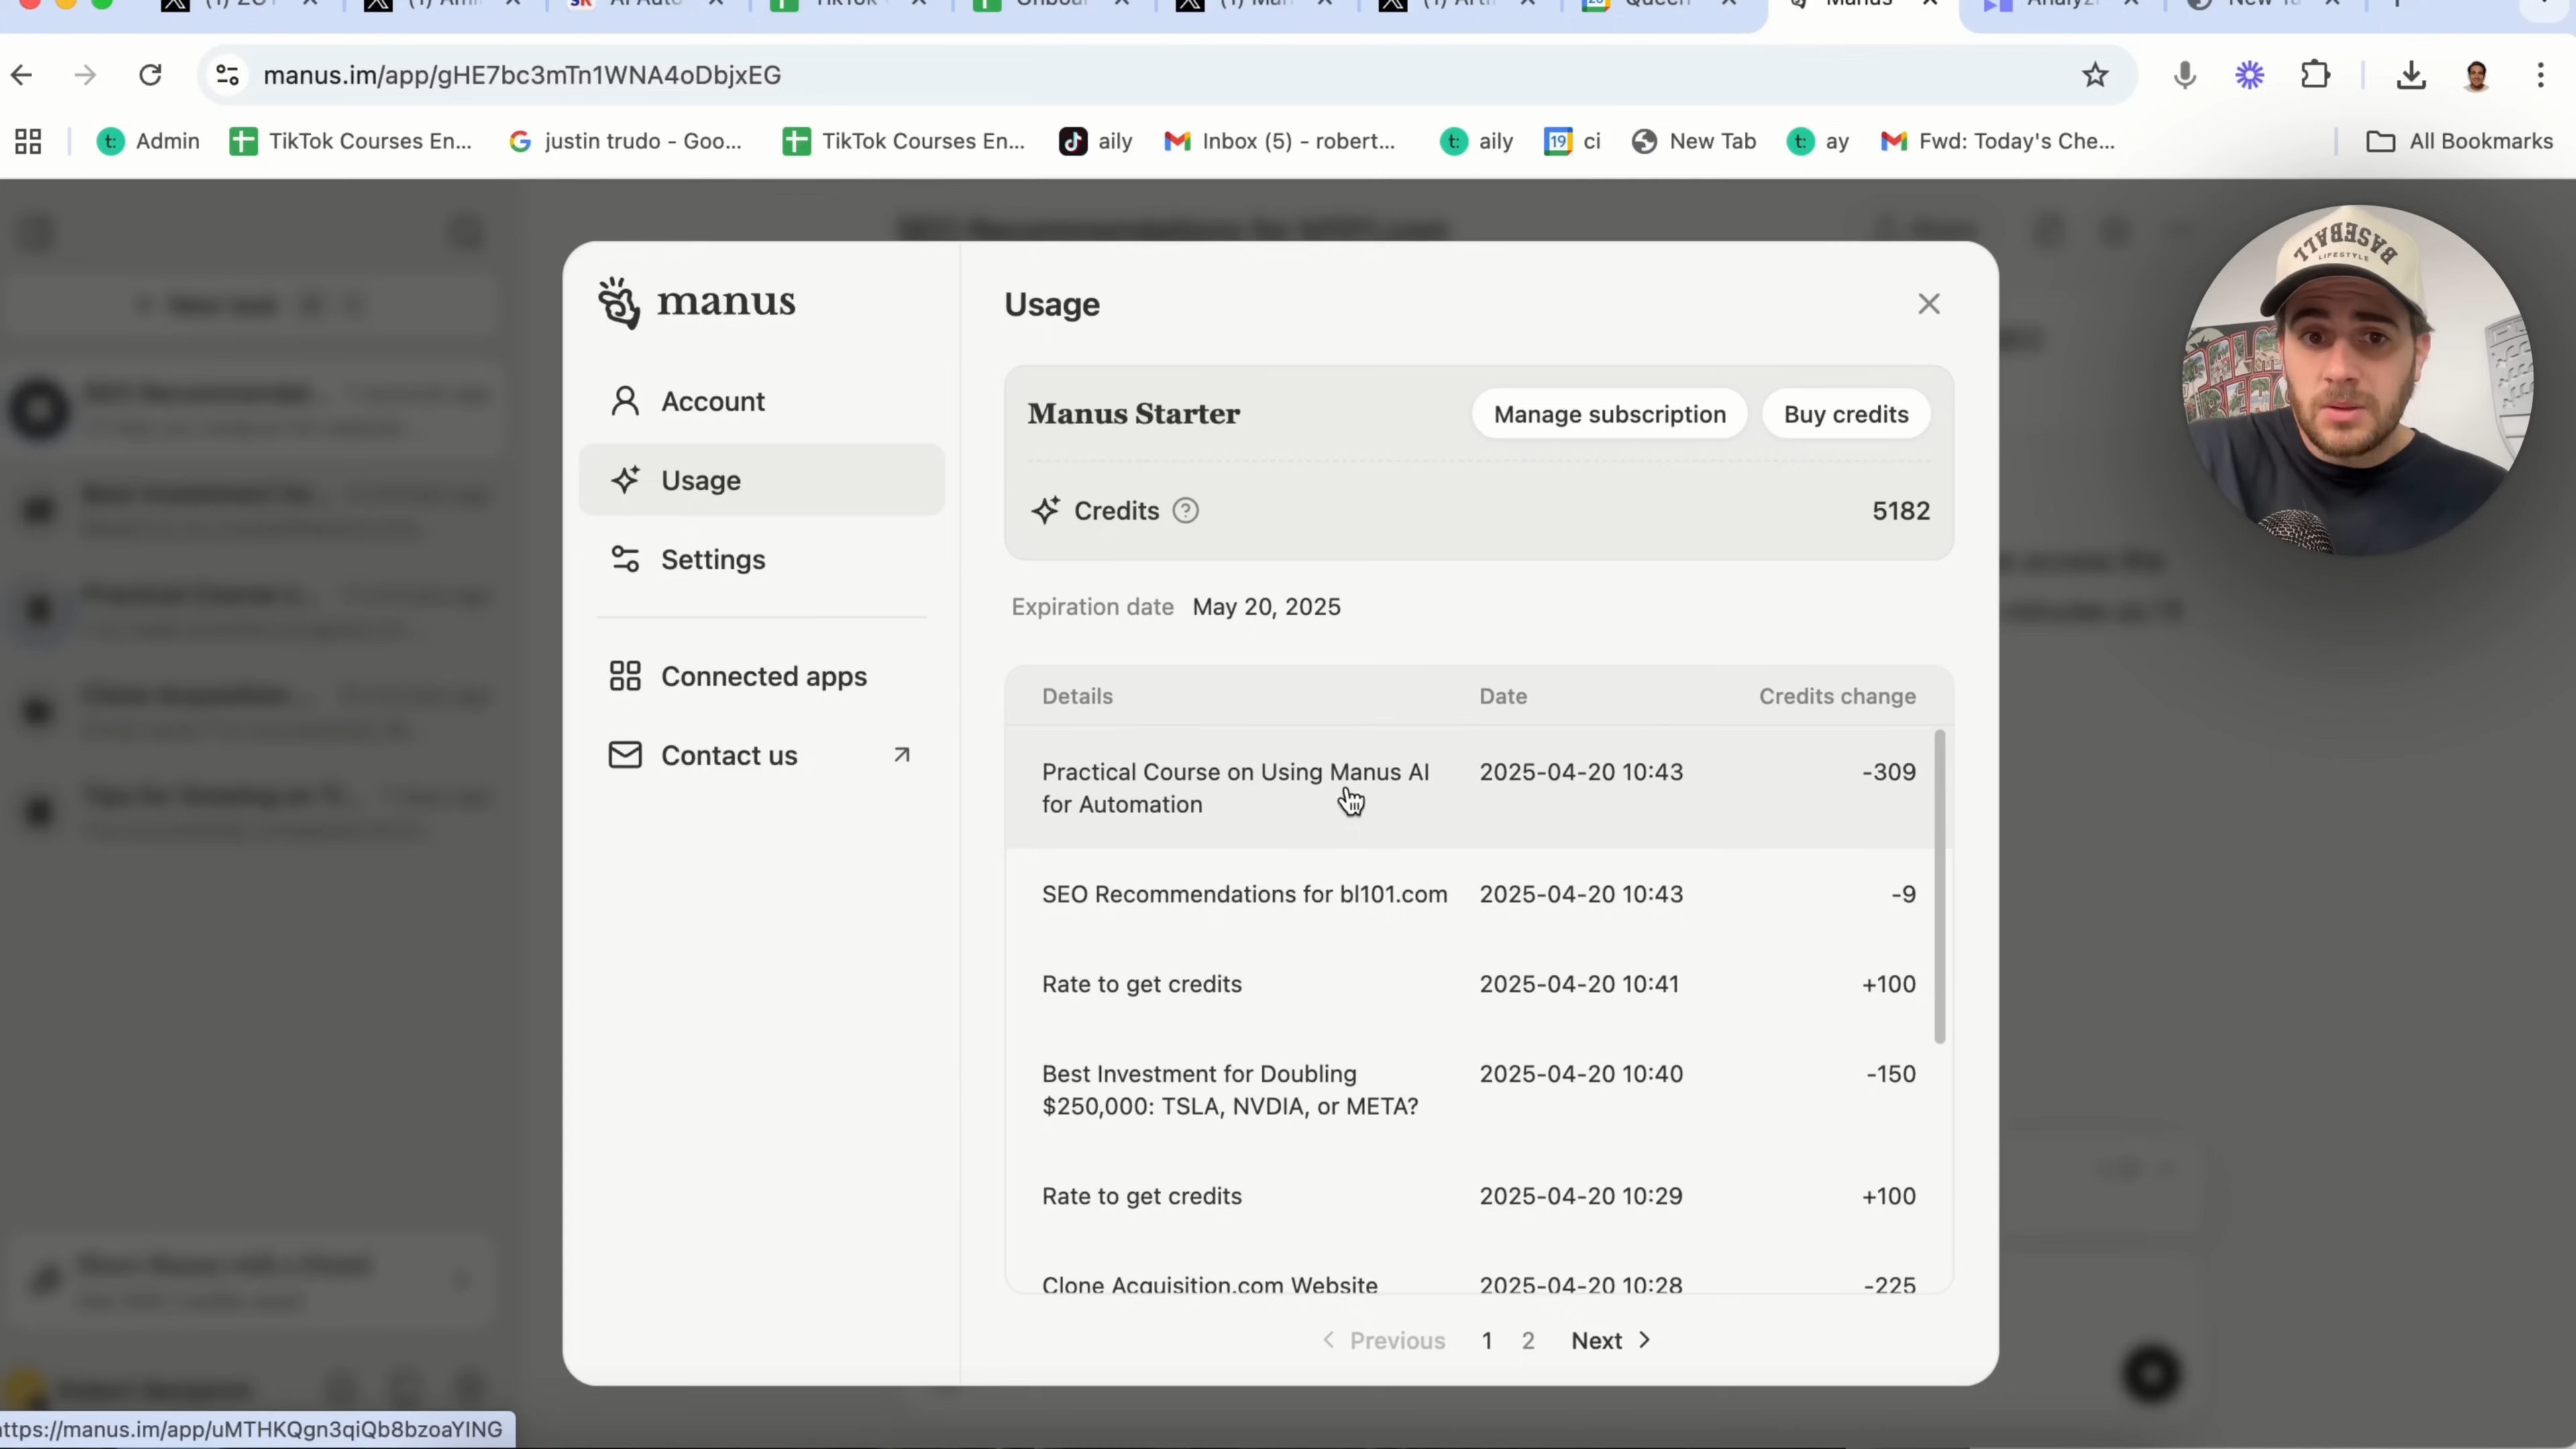 manus.im/app/gHE7bc3mTn1WNA4oDbjxEG
Admin
TikTok Courses En...
justin trudo - Goo...
TikTok Courses En...
aily
Inbox (5) - robert...
aily
19 ci
New Tab
ay
Fwd: Today's Che...
All Bookmarks
BASEBALL
LIFESTYLE
manus
Account
Usage
Settings
Connected apps
Contact us
Usage
Manus Starter
Manage subscription
Buy credits
Credits
5182
Expiration date May 20, 2025
Details Date Credits change
Practical Course on Using Manus AI 2025-04-20 10:43 -309
for Automation
SEO Recommendations for bl101.com 2025-04-20 10:43 -9
Rate to get credits 2025-04-20 10:41 +100
Best Investment for Doubling 2025-04-20 10:40 -150
$250,000: TSLA, NVDIA, or META?
Rate to get credits 2025-04-20 10:29 +100
Clone Acquisition.com Website 2025-04-20 10:28 -225
Previous 1 2 Next
ttps://manus.im/app/uMTHKQgn3qiQb8bzoaYING